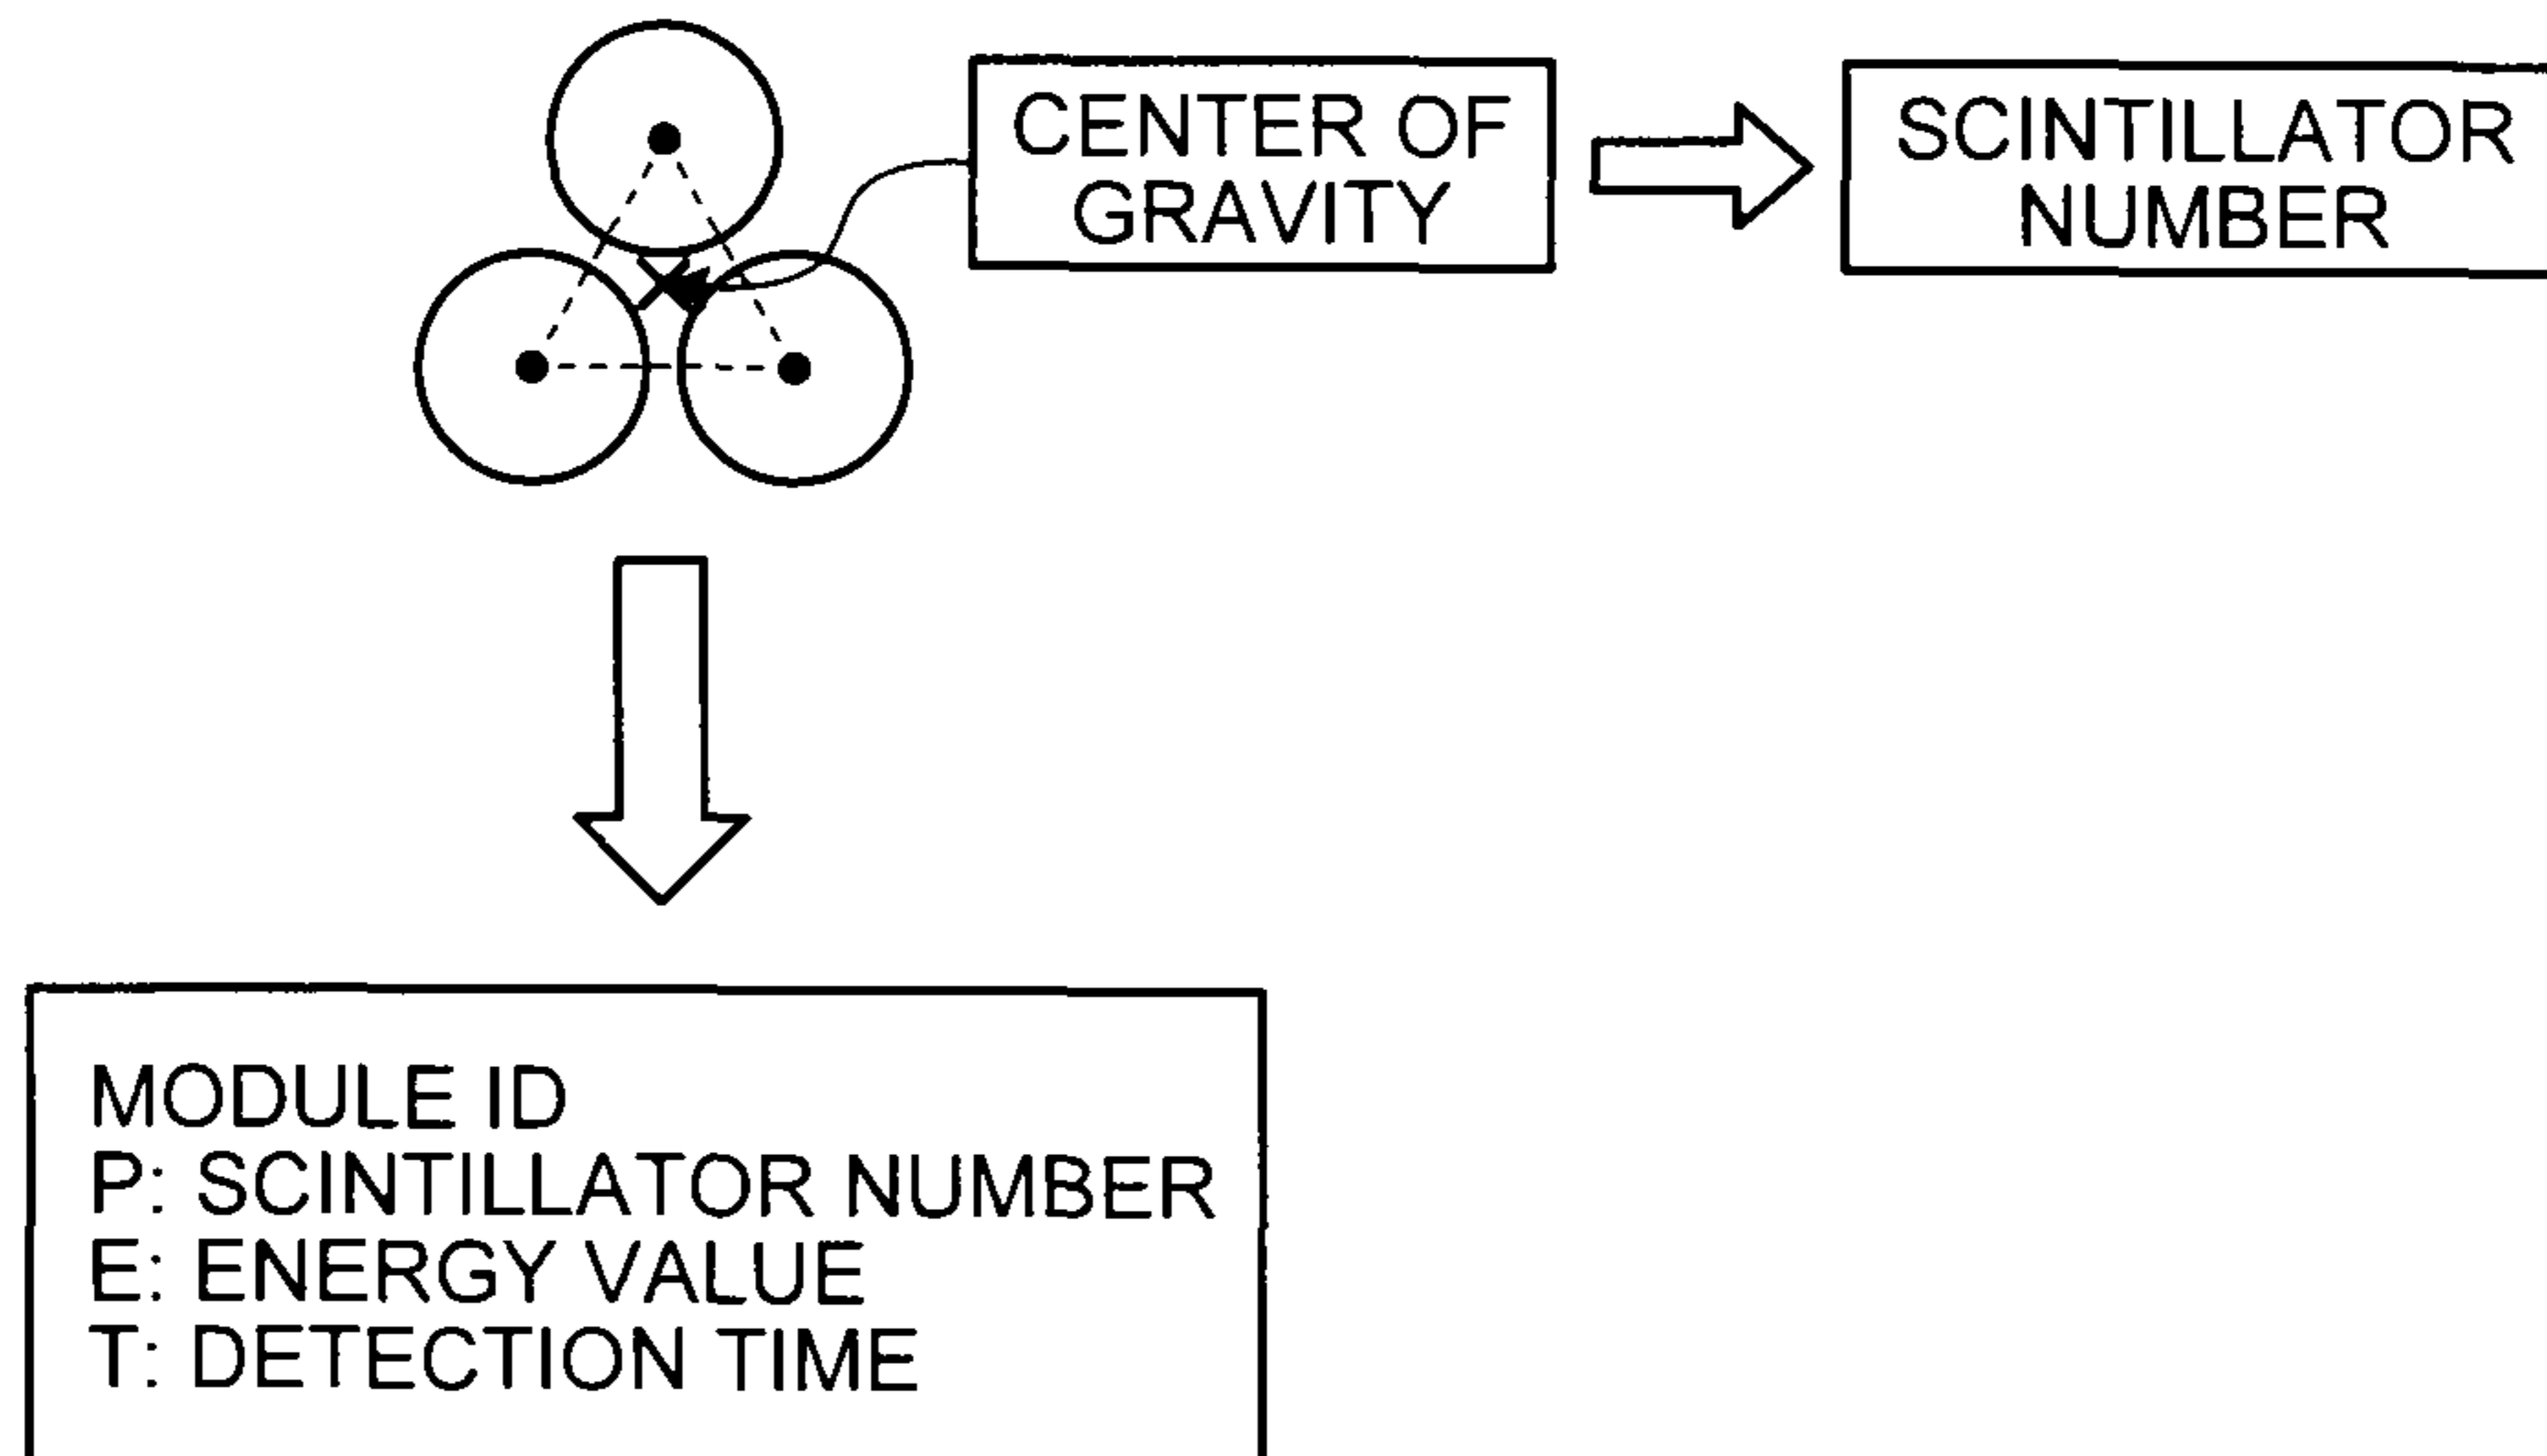 CENTER OF
GRAVITY
SCINTILLATOR
NUMBER
MODULE ID
P: SCINTILLATOR NUMBER
E: ENERGY VALUE
T: DETECTION TIME